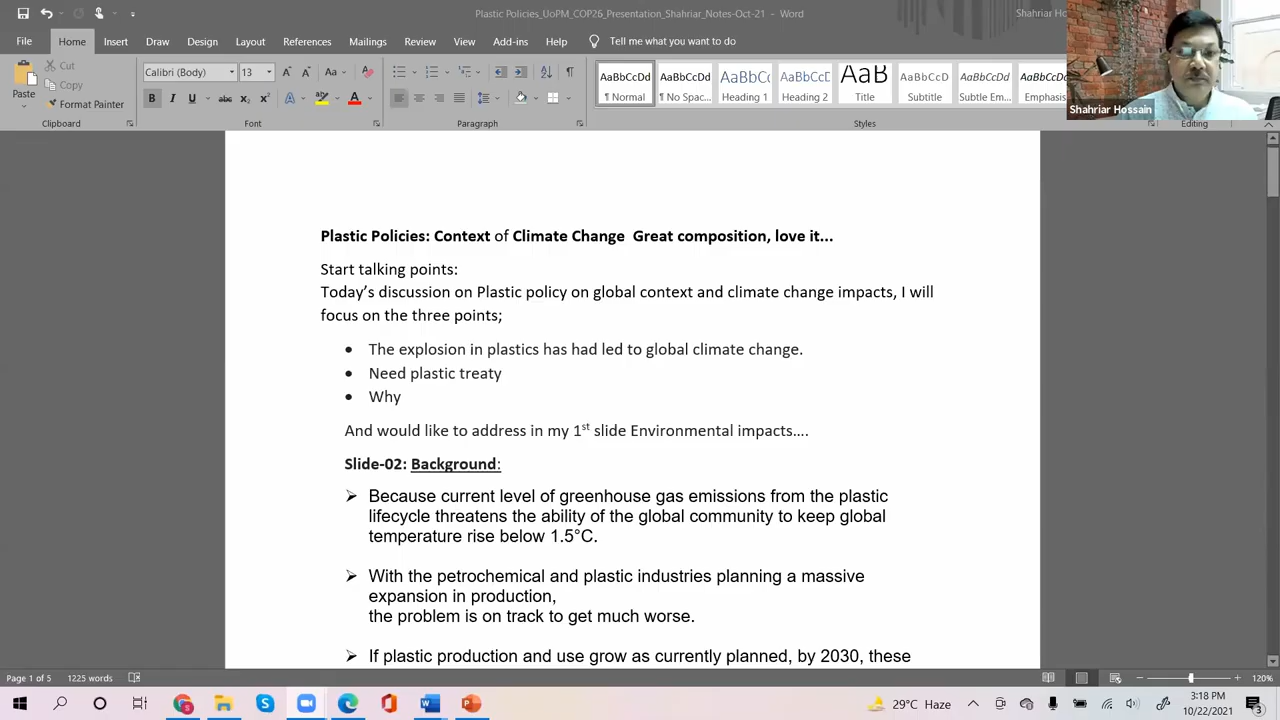 Plastic Policies_UoPM_COP26_Presentation_Shahriar_Notes-Oct-21 - Word
Shahriar Ho
File Home Insert Draw Design Layout References Mailings Review View Add-ins Help Tell me what you want to do
Cut
Copy
Format Painter
Paste
Calibri (Body) 13
AaBbCcDd AaBbCcDd AaBbCc AaBbCcE AaB AaBbCcD AaBbCcDd AaBbCcDd
¶ Normal ¶ No Spac... Heading 1 Heading 2 Title Subtitle Subtle Em... Emphasis
Clipboard Font Paragraph Styles Editing
Shahriar Hossain
Plastic Policies: Context of Climate Change Great composition, love it...
Start talking points:
Today’s discussion on Plastic policy on global context and climate change impacts, I will
focus on the three points;
• The explosion in plastics has had led to global climate change.
• Need plastic treaty
• Why
And would like to address in my 1st slide Environmental impacts….
Slide-02: Background:
➢ Because current level of greenhouse gas emissions from the plastic
lifecycle threatens the ability of the global community to keep global
temperature rise below 1.5°C.
➢ With the petrochemical and plastic industries planning a massive
expansion in production,
the problem is on track to get much worse.
➢ If plastic production and use grow as currently planned, by 2030, these
Page 1 of 5 1225 words
120%
29°C Haze
3:18 PM
10/22/2021
3